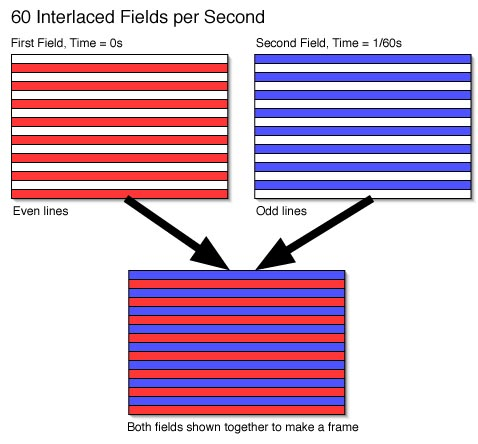 60 Interlaced Fields per Second
First Field, Time = 0s
Second Field, Time = 1/60s
Even lines
Odd lines
Both fields shown together to make a frame